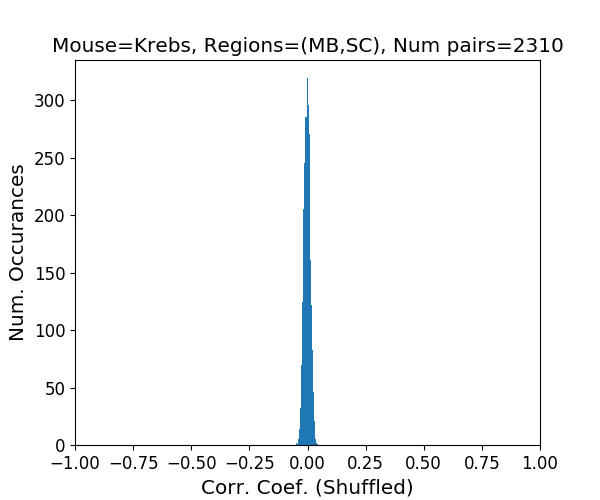 Mouse=Krebs, Regions=(MB,SC), Num pairs=2310
Num. Occurances
300
250
200
150
100
50
0
−1.00 −0.75 −0.50 −0.25 0.00 0.25 0.50 0.75 1.00
Corr. Coef. (Shuffled)